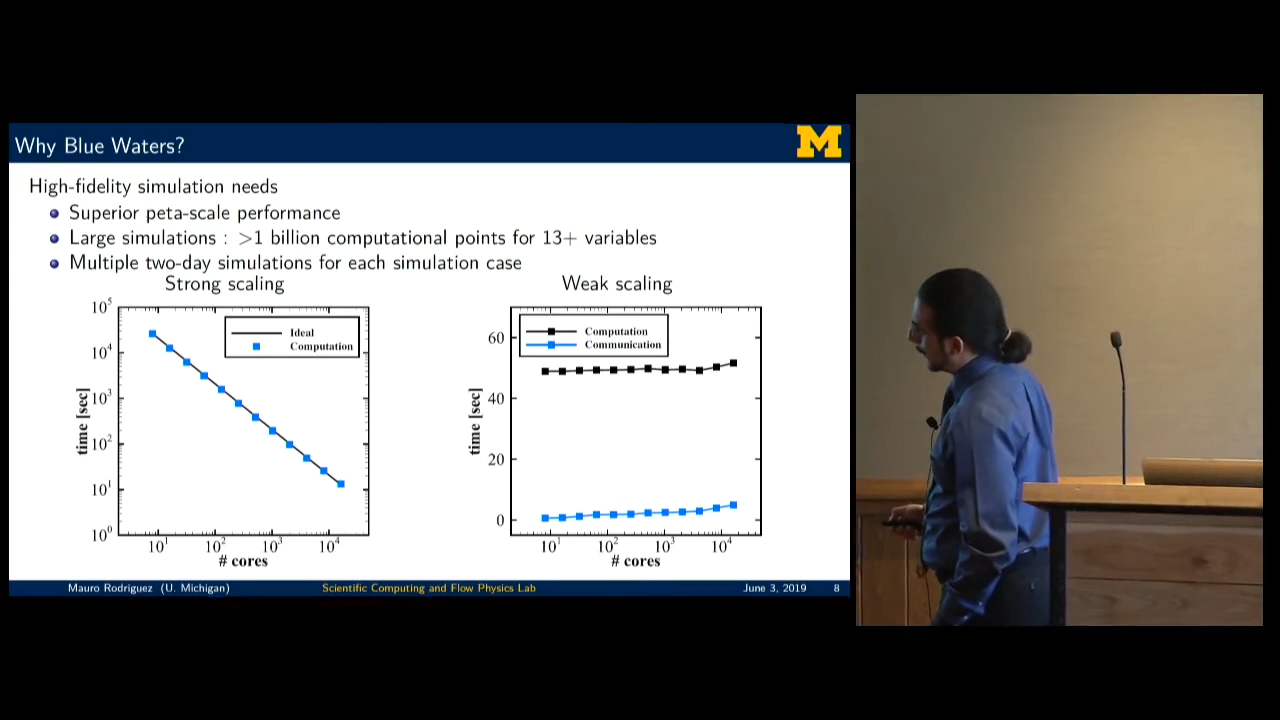 Why Blue Waters?
M
High-fidelity simulation needs
Superior peta-scale performance
Large simulations : >1 billion computational points for 13+ variables
Multiple two-day simulations for each simulation case
Strong scaling
Weak scaling
10^5
10^4
10^3
10^2
10^1
10^0
time [sec]
Ideal
Computation
10^1 10^2 10^3 10^4
# cores
60
40
20
0
time [sec]
Computation
Communication
10^1 10^2 10^3 10^4
# cores
Mauro Rodriguez (U. Michigan) Scientific Computing and Flow Physics Lab June 3, 2019 8